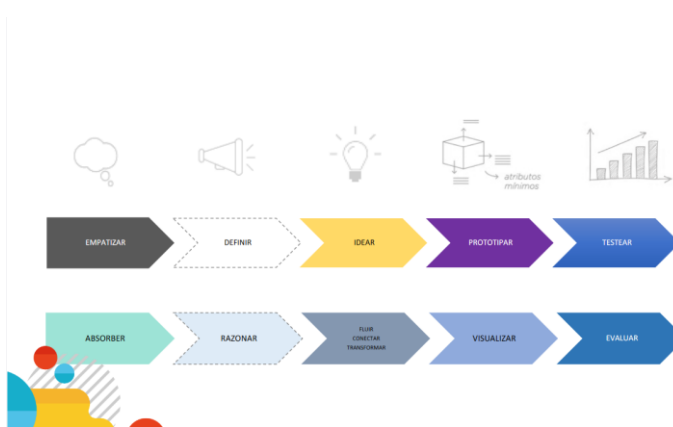 atributos
mínimos
EMPATIZAR
DEFINIR
IDEAR
PROTOTIPAR
TESTEAR
ABSORBER
RAZONAR
FLUIR
CONECTAR
TRANSFORMAR
VISUALIZAR
EVALUAR